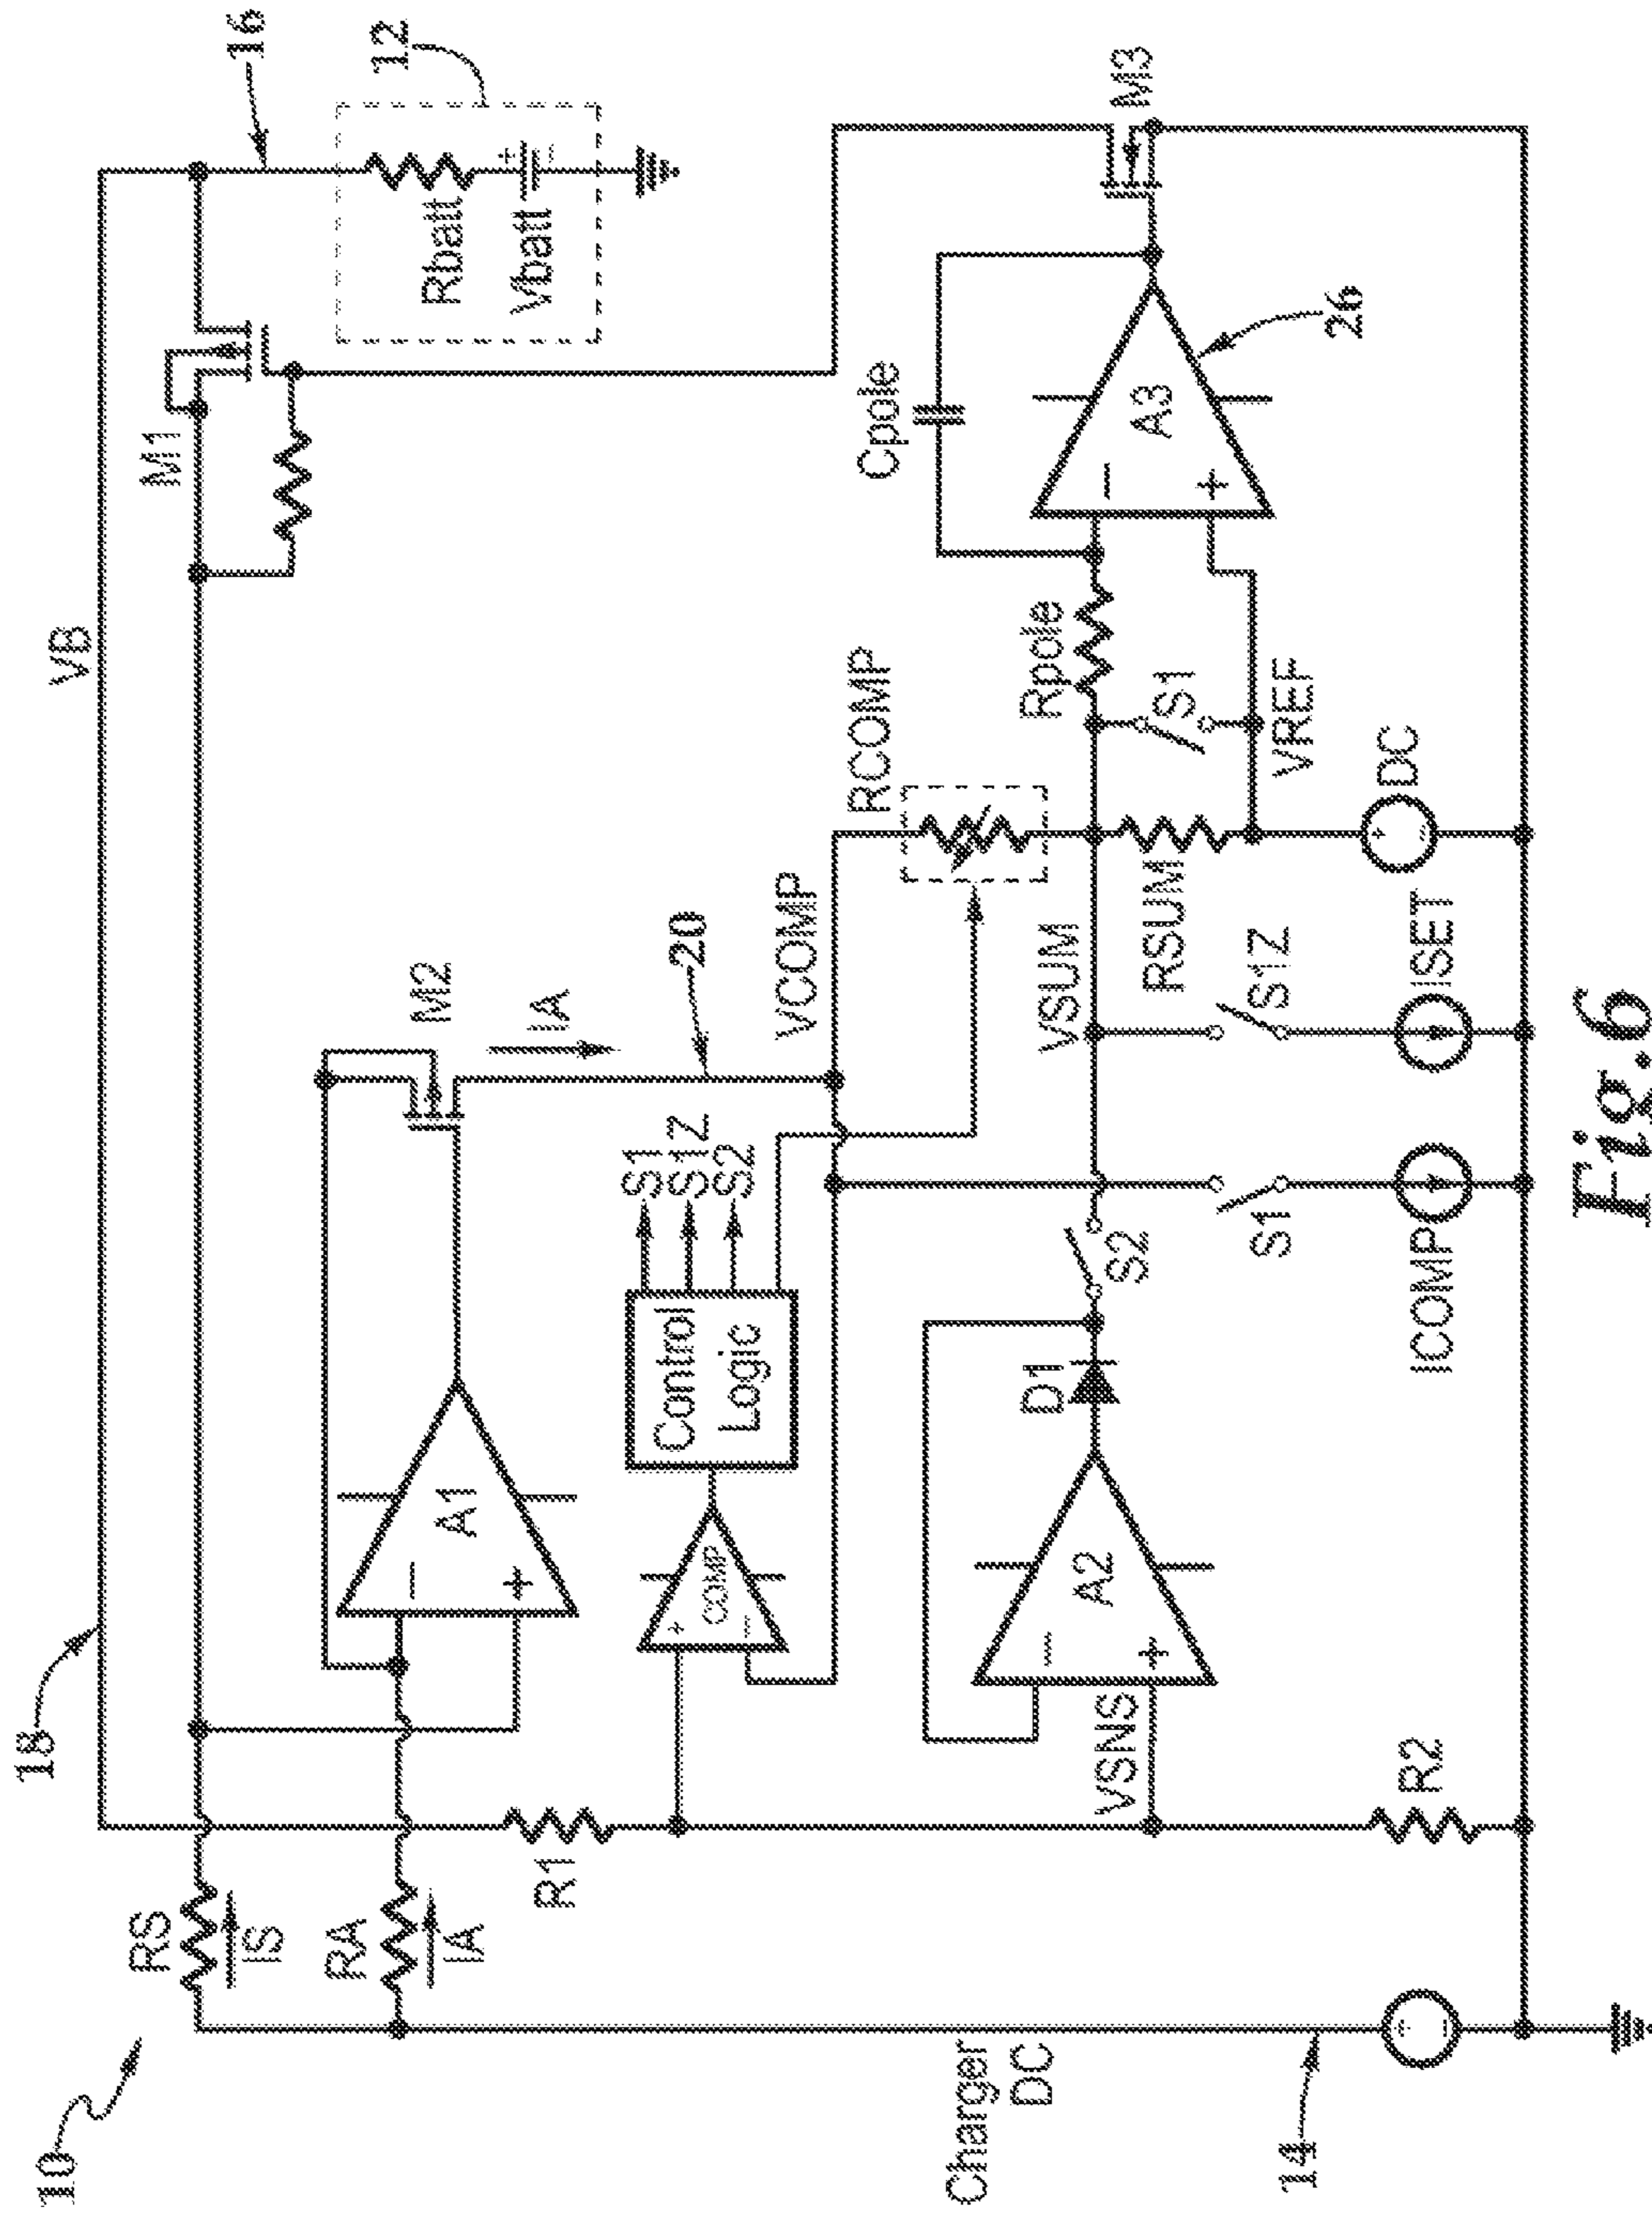 10
18
VB
16
12
M1
RS
IS
RA
IA
A1
−
+
M2
IA
20
Rbatt
Vbatt
+
−
R1
COMP
+
−
Control
Logic
S1
S1Z
S2
VCOMP
RCOMP
Cpole
Charger
DC
VSNS
A2
−
+
D1
S2
VSUM
RSUM
Rpole
S1
VREF
A3
−
+
26
M3
14
+
−
R2
S1
ICOMP
S1Z
ISET
DC
+
−
Fig.6